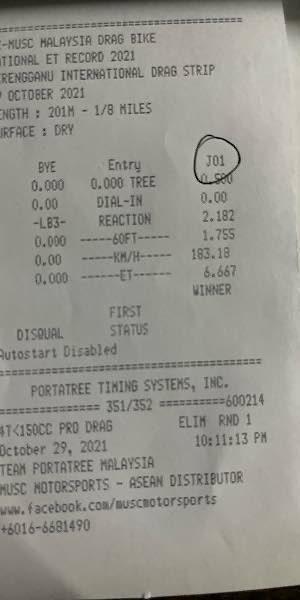 -MUSC MALAYSIA DRAG BIKE
ATIONAL ET RECORD 2021
ERENGGANU INTERNATIONAL DRAG STRIP
OCTOBER 2021
ENGTH : 201M - 1/8 MILES
URFACE : DRY
BYE Entry J01
0.000 0.000 TREE 0.500
0.00 DIAL-IN 0.00
-LB3- REACTION 2.182
0.000 -----60FT----- 1.755
0.00 -----KM/H----- 183.18
0.000 ------ET------ 6.667
WINNER
FIRST
DISQUAL STATUS
Autostart Disabled
PORTATREE TIMING SYSTEMS, INC.
============= 351/352 ==========600214
4T<150CC PRO DRAG ELIM RND 1
October 29, 2021 10:11:13 PM
TEAM PORTATREE MALAYSIA
MUSC MOTORSPORTS - ASEAN DISTRIBUTOR
www.facebook.com/muscmotorsports
+6016-6681490